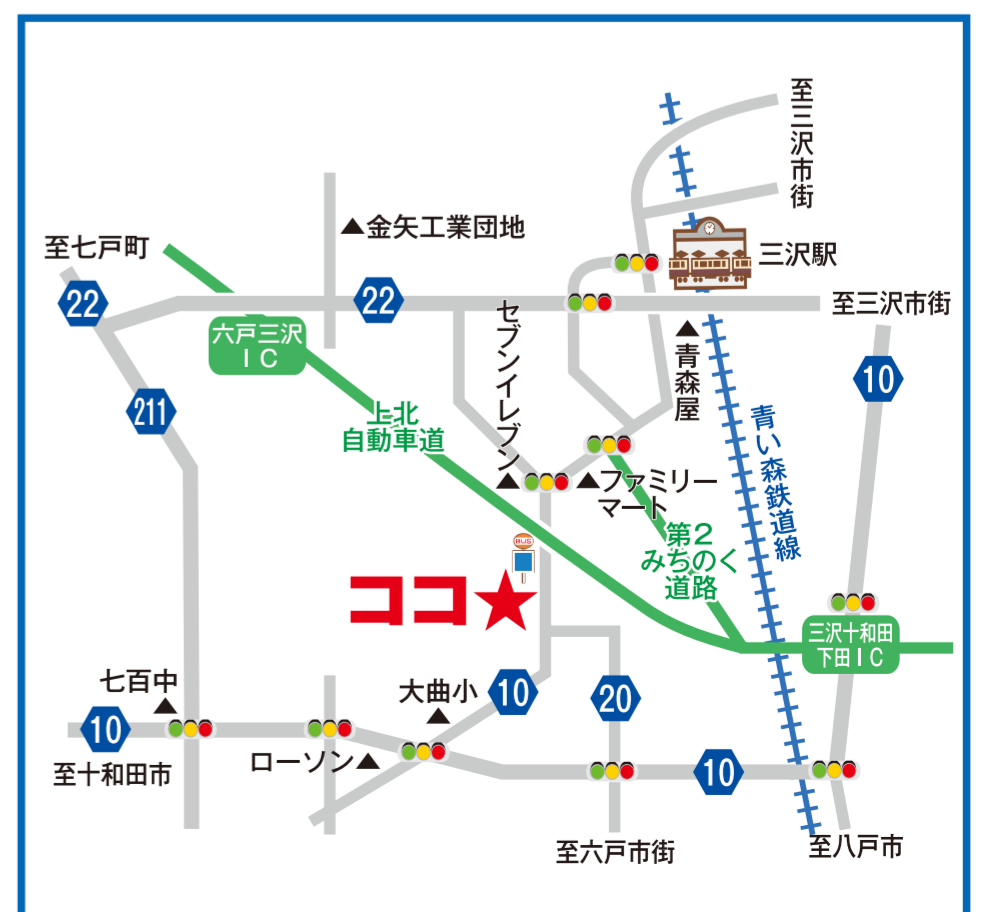 至三沢市街
至七戸町
▲金矢工業団地
三沢駅
22
22
至三沢市街
六戸三沢
IC
セブンイレブン▲
▲青森屋
10
211
上北
自動車道
青い森鉄道線
▲ファミリー
マート
第2
みちのく
道路
BUS
ココ★
三沢十和田
下田IC
七百中
▲
大曲小
▲
10
20
10
ローソン▲
至十和田市
10
至六戸市街
至八戸市